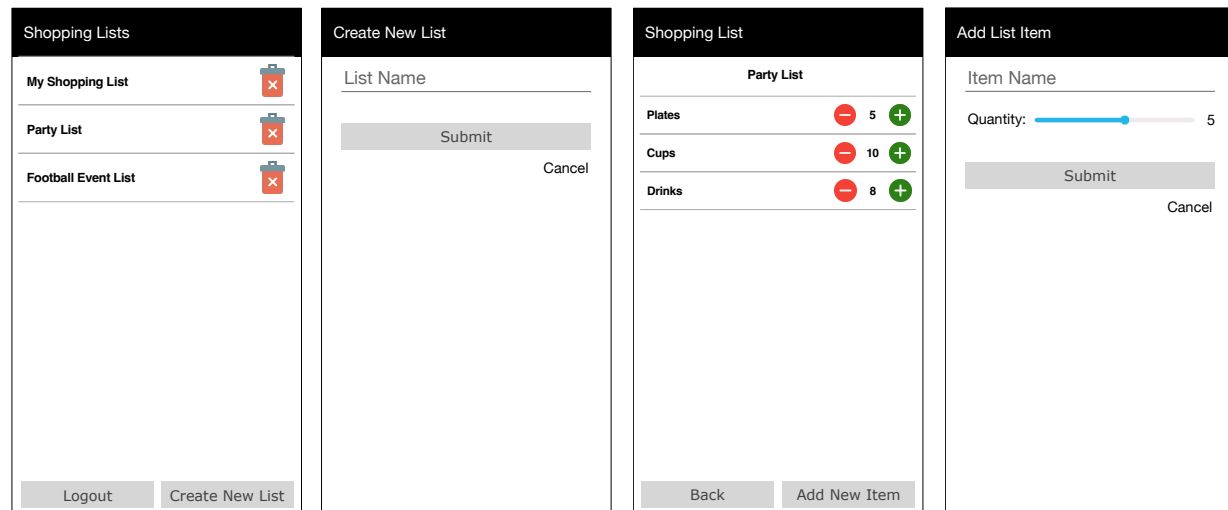 Shopping Lists
My Shopping List
Party List
Football Event List
Logout
Create New List
Create New List
List Name
Submit
Cancel
Shopping List
Party List
Plates 5
Cups 10
Drinks 8
Back
Add New Item
Add List Item
Item Name
Quantity: 5
Submit
Cancel